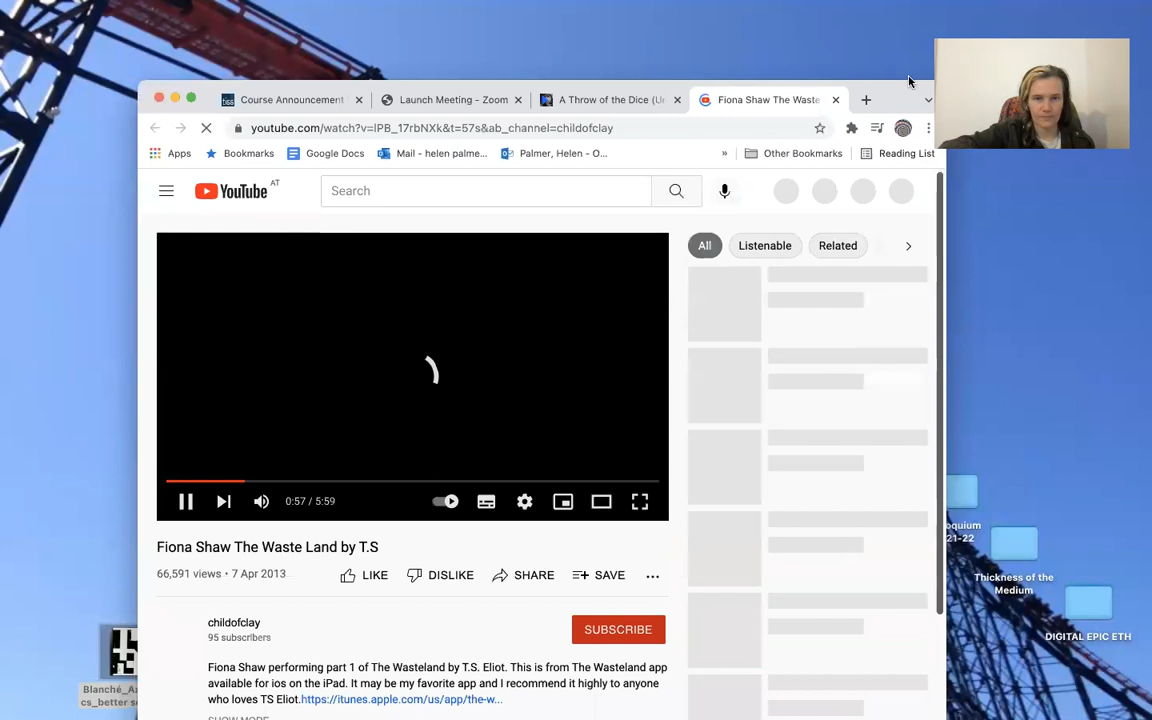 Course Announcement
Launch Meeting - Zoom
A Throw of the Dice (Un
Fiona Shaw The Waste
youtube.com/watch?v=lPB_17rbNXk&t=57s&ab_channel=childofclay
Apps
Bookmarks
Google Docs
Mail - helen palme...
Palmer, Helen - O...
»
Other Bookmarks
Reading List
YouTube AT
Search
All
Listenable
Related
0:57 / 5:59
Fiona Shaw The Waste Land by T.S
66,591 views • 7 Apr 2013
LIKE
DISLIKE
SHARE
SAVE
...
childofclay
95 subscribers
SUBSCRIBE
Fiona Shaw performing part 1 of The Wasteland by T.S. Eliot. This is from The Wasteland app
available for ios on the iPad. It may be my favorite app and I recommend it highly to anyone
who loves TS Eliot.https://itunes.apple.com/us/app/the-w...
SHOW MORE
oquium
21-22
Thickness of the
Medium
DIGITAL EPIC ETH